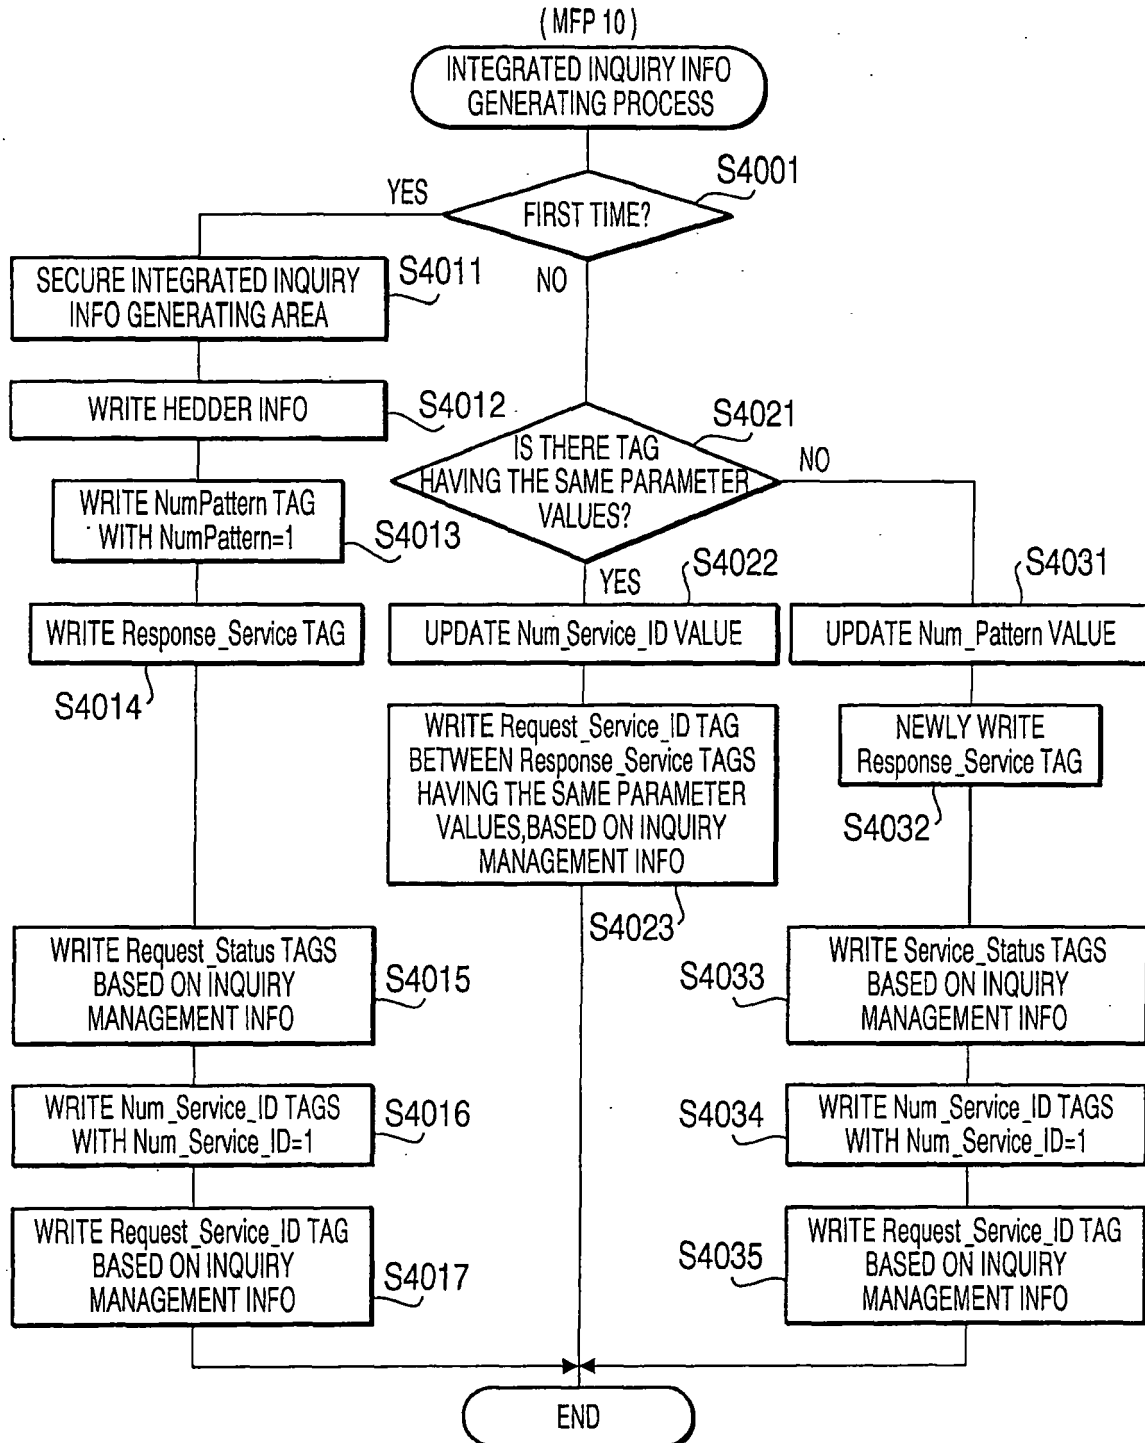 (MFP 10)
INTEGRATED INQUIRY INFO
GENERATING PROCESS
S4001
YES
FIRST TIME?
NO
S4011
SECURE INTEGRATED INQUIRY
INFO GENERATING AREA
S4012
WRITE HEDDER INFO
S4021
IS THERE TAG
HAVING THE SAME PARAMETER
VALUES?
NO
YES
WRITE NumPattern TAG
WITH NumPattern=1
S4013
S4022
S4031
WRITE Response_Service TAG
UPDATE Num_Service_ID VALUE
UPDATE Num_Pattern VALUE
S4014
WRITE Request_Service_ID TAG
BETWEEN Response_Service TAGS
HAVING THE SAME PARAMETER
VALUES,BASED ON INQUIRY
MANAGEMENT INFO
NEWLY WRITE
Response_Service TAG
S4032
S4023
WRITE Request_Status TAGS
BASED ON INQUIRY
MANAGEMENT INFO
S4015
S4033
WRITE Service_Status TAGS
BASED ON INQUIRY
MANAGEMENT INFO
WRITE Num_Service_ID TAGS
WITH Num_Service_ID=1
S4016
S4034
WRITE Num_Service_ID TAGS
WITH Num_Service_ID=1
WRITE Request_Service_ID TAG
BASED ON INQUIRY
MANAGEMENT INFO
S4017
S4035
WRITE Request_Service_ID TAG
BASED ON INQUIRY
MANAGEMENT INFO
END